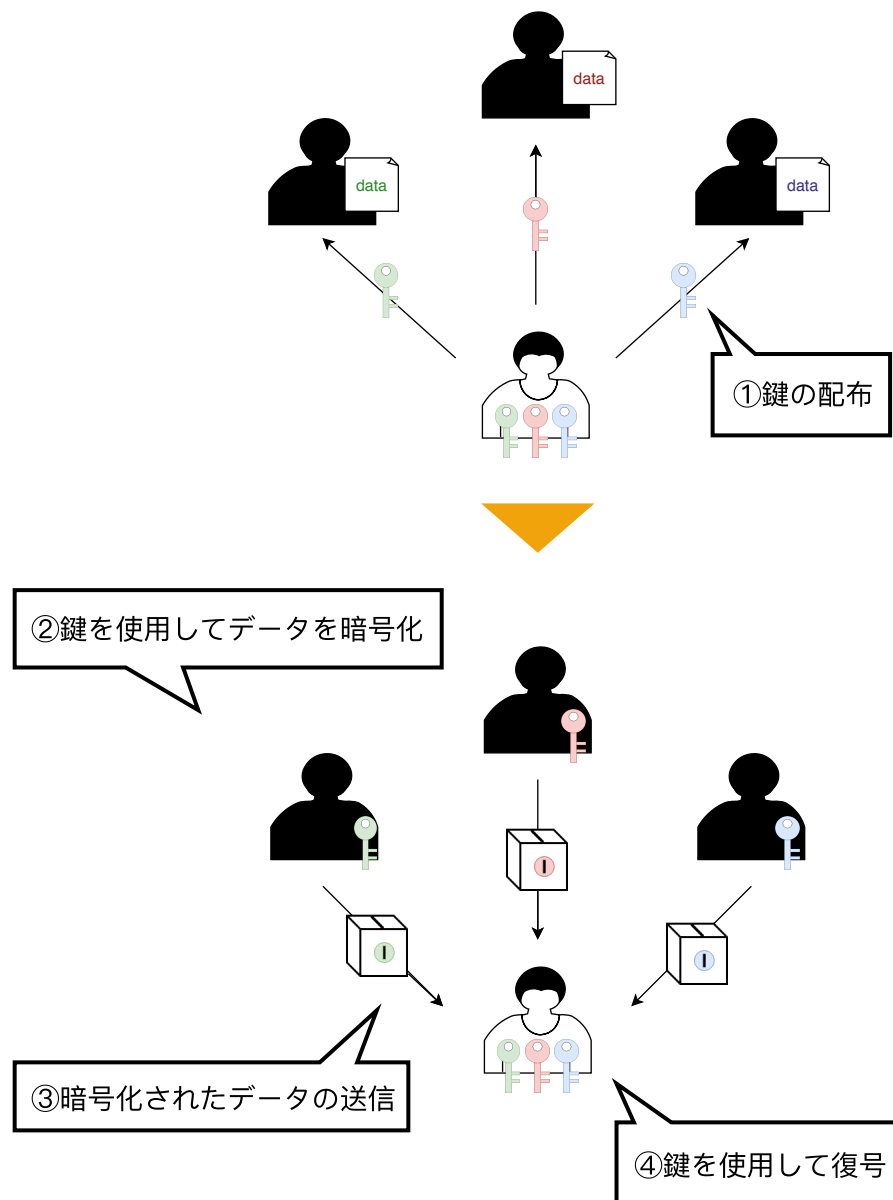 data
data
data
①鍵の配布
②鍵を使用してデータを暗号化
③暗号化されたデータの送信
④鍵を使用して復号